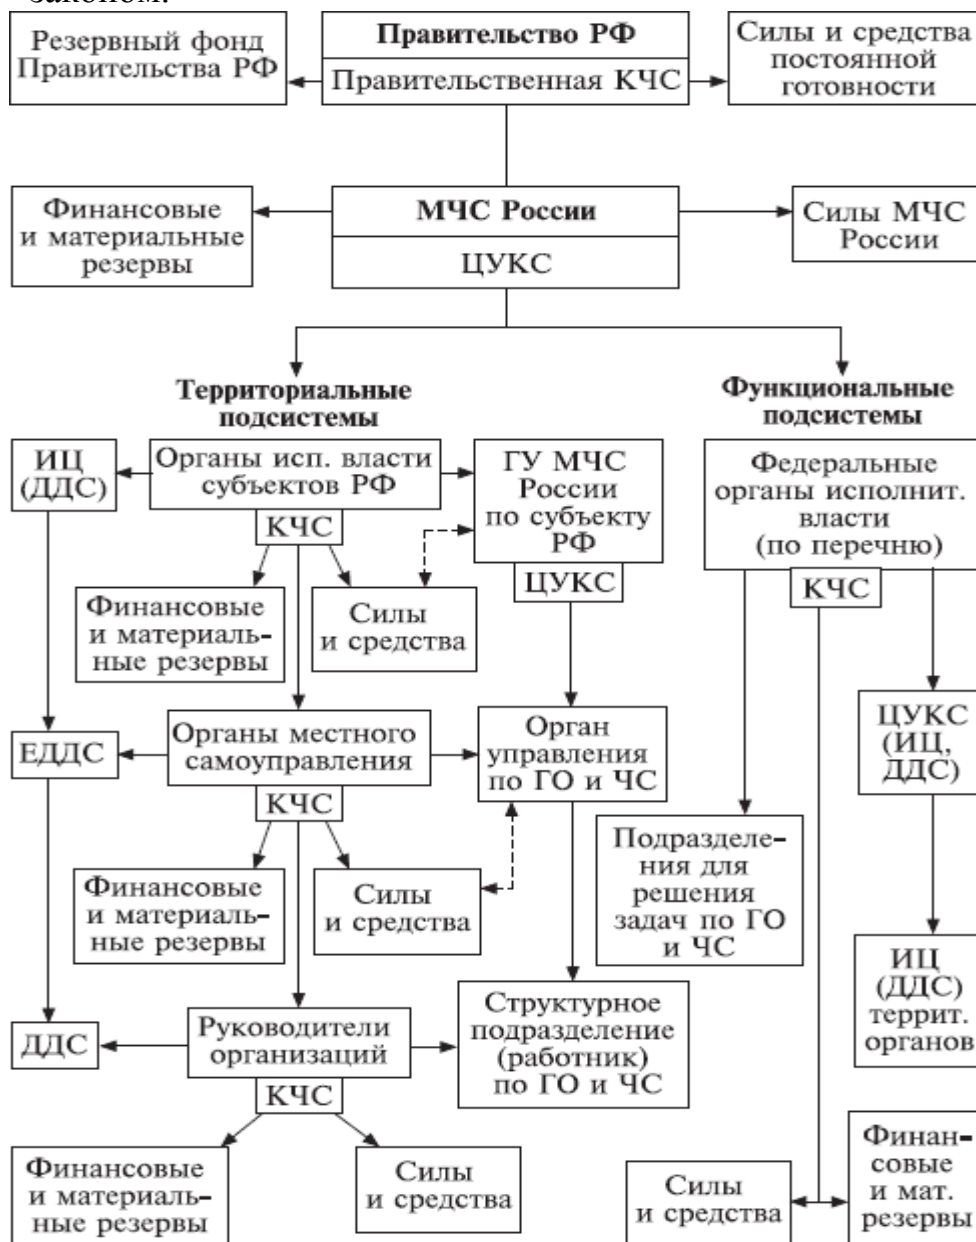 законом.
Резервный фонд
Правительства РФ
Правительство РФ
Правительственная КЧС
Силы и средства
постоянной
готовности
Финансовые
и материальные
резервы
МЧС России
ЦУКС
Силы МЧС
России
Территориальные
подсистемы
Функциональные
подсистемы
ИЦ
(ДДС)
Органы исп. власти
субъектов РФ
КЧС
ГУ МЧС
России
по субъекту
РФ
ЦУКС
Федеральные
органы исполнит.
власти
(по перечню)
КЧС
Финансовые
и материаль-
ные резервы
Силы
и средства
ЕДДС
Органы местного
самоуправления
КЧС
Орган
управления
по ГО и ЧС
ЦУКС
(ИЦ,
ДДС)
Финансовые
и материаль-
ные резервы
Силы
и средства
Подразделе-
ния для
решения
задач по ГО
и ЧС
ИЦ
(ДДС)
террит.
органов
ДДС
Руководители
организаций
КЧС
Структурное
подразделение
(работник)
по ГО и ЧС
Финансовые
и материаль-
ные резервы
Силы
и средства
Силы
и средства
Финан-
совые
и мат.
резервы